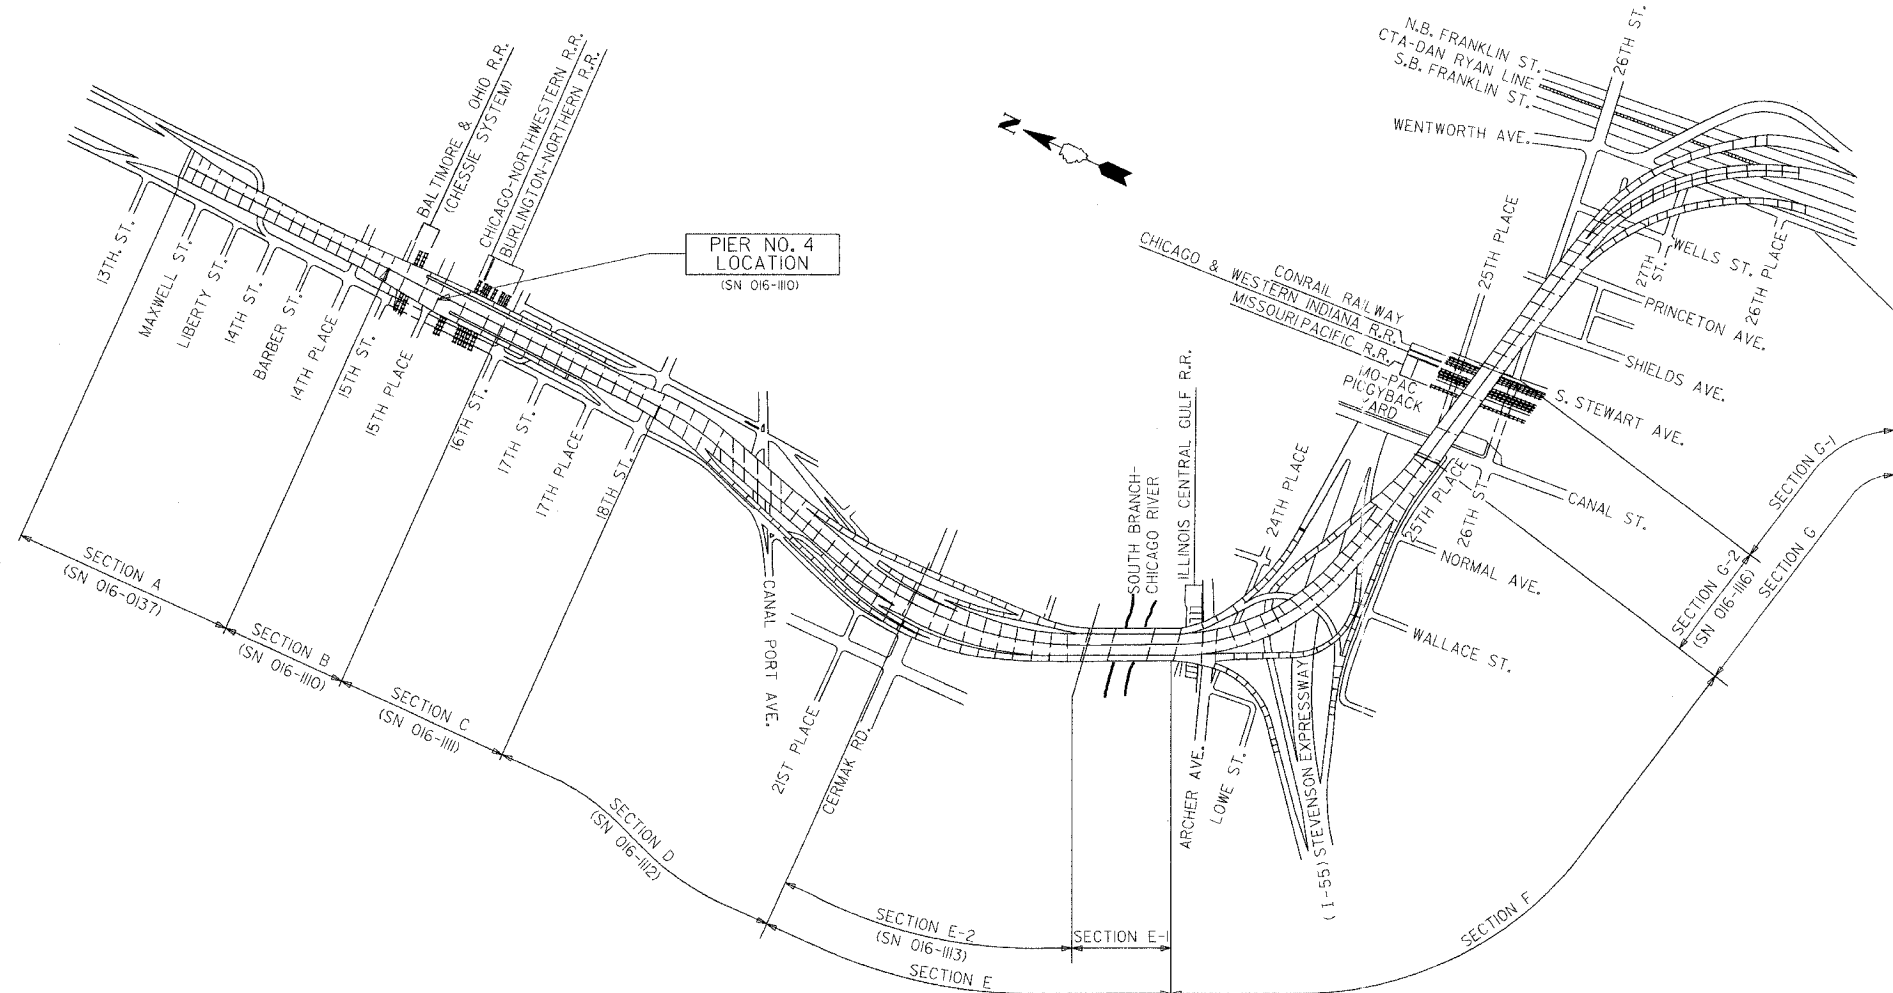 N.B. FRANKLIN ST.
CTA-DAN RYAN LINE
S.B. FRANKLIN ST.
26TH ST.
WENTWORTH AVE.
BALTIMORE & OHIO R.R.
(CHESSIE SYSTEM)
CHICAGO-NORTHWESTERN R.R.
BURLINGTON-NORTHERN R.R.
N
PIER NO. 4
LOCATION
(SN 016-1110)
13TH. ST.
MAXWELL ST.
LIBERTY ST.
14TH ST.
BARBER ST.
14TH PLACE
15TH ST.
15TH PLACE
16TH ST.
17TH ST.
17TH PLACE
18TH ST.
CANAL PORT AVE.
21ST PLACE
CERMAK RD.
SOUTH BRANCH-
CHICAGO RIVER
ILLINOIS CENTRAL GULF R.R.
ARCHER AVE.
LOWE ST.
24TH PLACE
(I-55) STEVENSON EXPRESSWAY
CONRAIL RAILWAY
CHICAGO & WESTERN INDIANA R.R.
MISSOURI PACIFIC R.R.
MO-PAC
PIGGYBACK
YARD
25TH PLACE
25TH PLACE
26TH ST.
WELLS ST.
27TH
ST.
26TH PLACE
PRINCETON AVE.
SHIELDS AVE.
S. STEWART AVE.
CANAL ST.
NORMAL AVE.
WALLACE ST.
SECTION A
(SN 016-0137)
SECTION B
(SN 016-1110)
SECTION C
(SN 016-1111)
SECTION D
(SN 016-1112)
SECTION E-2
(SN 016-1113)
SECTION E-1
SECTION E
SECTION F
SECTION G-2
(SN 016-1116)
SECTION G-1
SECTION G